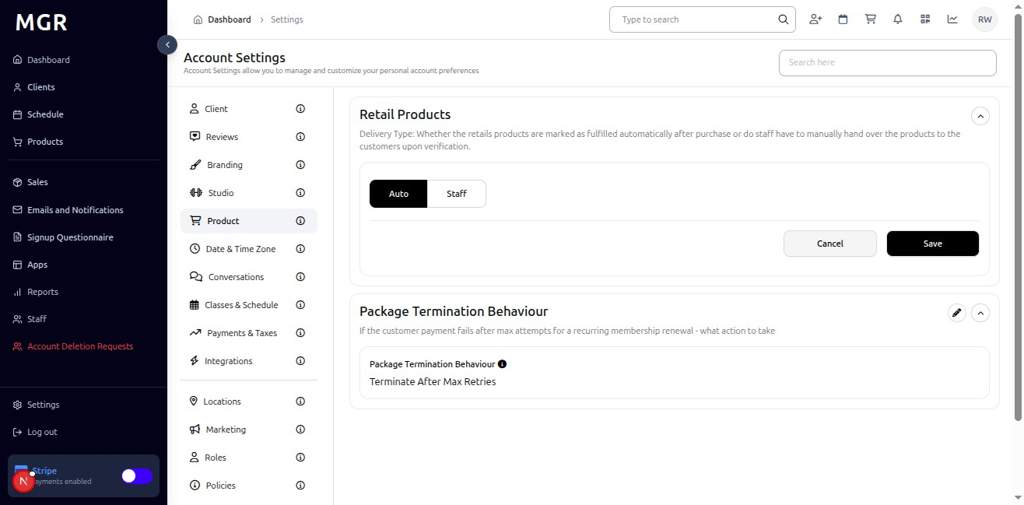 MGR
Dashboard
Clients
Schedule
Products
Sales
Emails and Notifications
Signup Questionnaire
Apps
Reports
Staff
Account Deletion Requests
Settings
Log out
Stripe
ayments enabled
N
Dashboard > Settings
Type to search
RW
Account Settings
Account Settings allow you to manage and customize your personal account preferences
Search here
Client
Reviews
Branding
Studio
Product
Date & Time Zone
Conversations
Classes & Schedule
Payments & Taxes
Integrations
Locations
Marketing
Roles
Policies
Retail Products
Delivery Type: Whether the retails products are marked as fulfilled automatically after purchase or do staff have to manually hand over the products to the
customers upon verification.
Auto
Staff
Cancel
Save
Package Termination Behaviour
If the customer payment fails after max attempts for a recurring membership renewal - what action to take
Package Termination Behaviour
Terminate After Max Retries